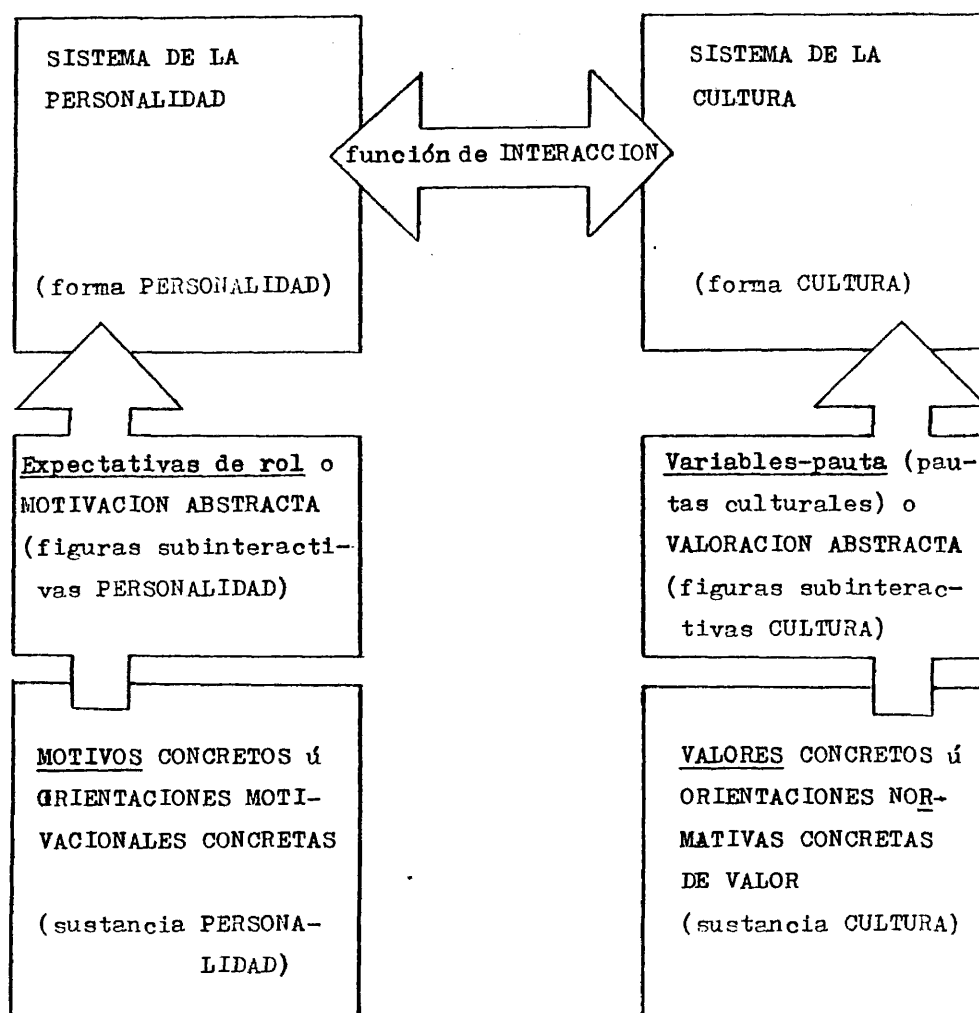 SISTEMA DE LA
PERSONALIDAD
(forma PERSONALIDAD)
función de INTERACCION
SISTEMA DE LA
CULTURA
(forma CULTURA)
Expectativas de rol o
MOTIVACION ABSTRACTA
(figuras subinteracti-
vas PERSONALIDAD)
Variables-pauta (pau-
tas culturales) o
VALORACION ABSTRACTA
(figuras subinterac-
tivas CULTURA)
MOTIVOS CONCRETOS ú
ORIENTACIONES MOTI-
VACIONALES CONCRETAS
(sustancia PERSONA-
LIDAD)
VALORES CONCRETOS ú
ORIENTACIONES NOR-
MATIVAS CONCRETAS
DE VALOR
(sustancia CULTURA)